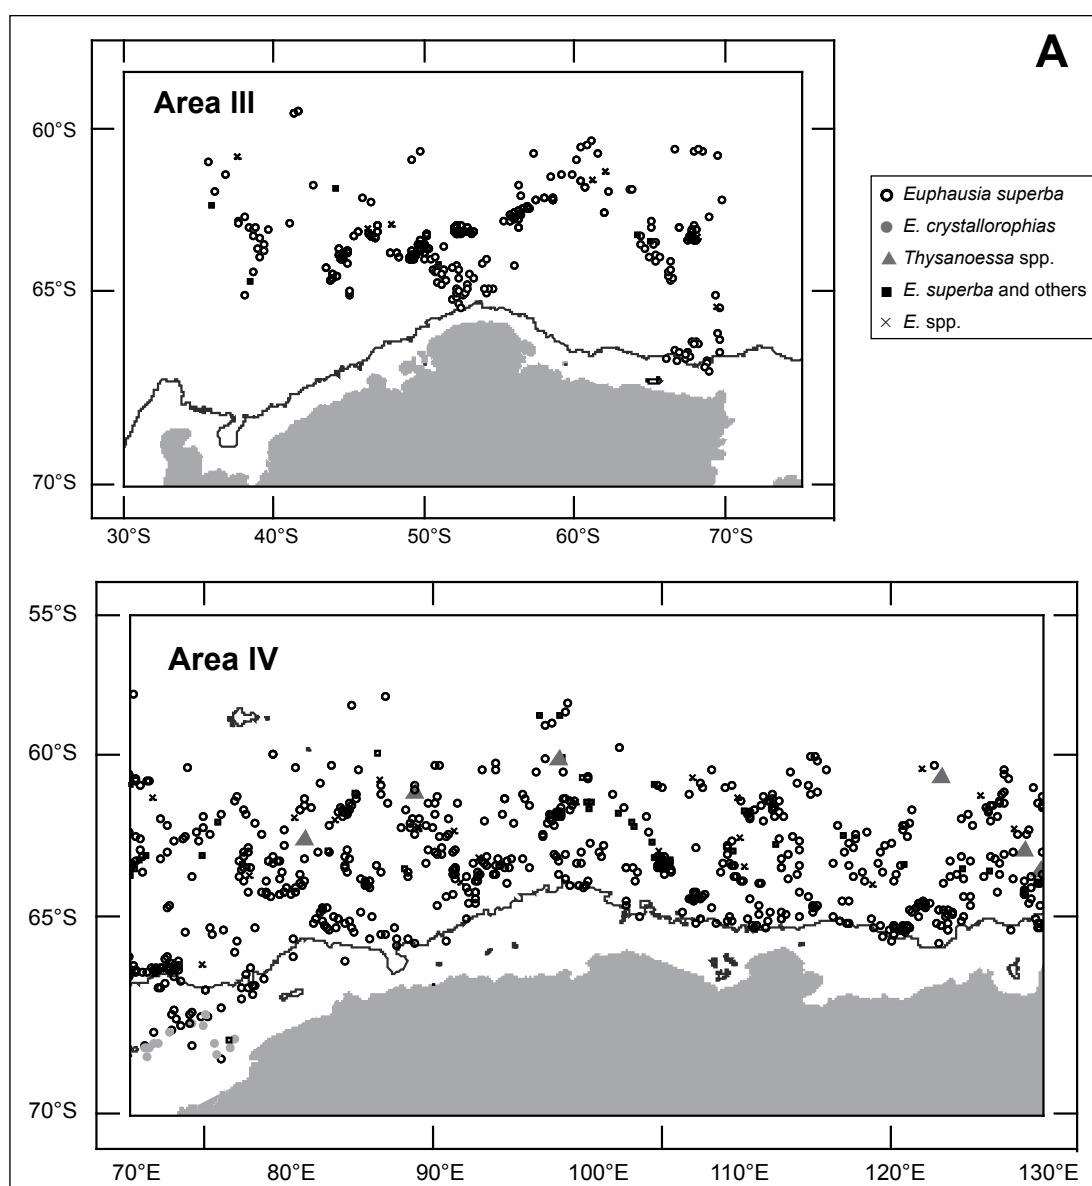 A
Area III
60°S
65°S
70°S
30°S 40°S 50°S 60°S 70°S
Euphausia superba
E. crystallorophias
Thysanoessa spp.
E. superba and others
E. spp.
55°S
Area IV
60°S
65°S
70°S
70°E 80°E 90°E 100°E 110°E 120°E 130°E